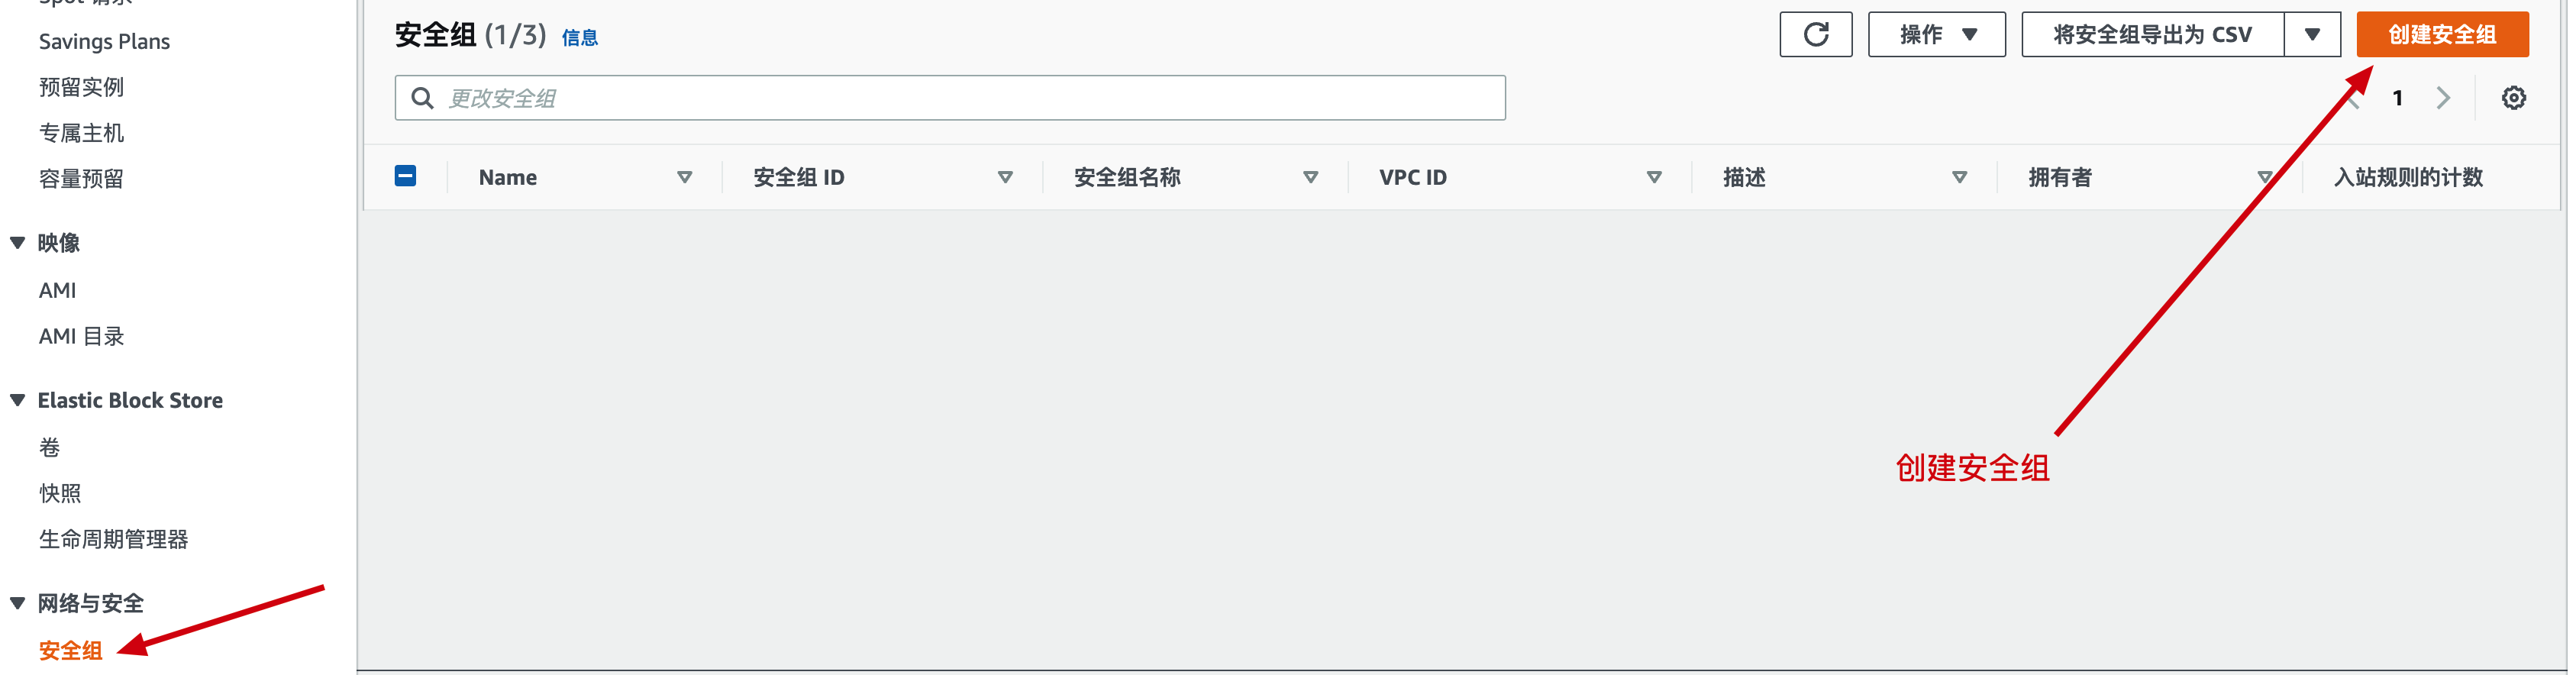 Spot 请求
Savings Plans
预留实例
专属主机
容量预留
映像
AMI
AMI 目录
Elastic Block Store
卷
快照
生命周期管理器
网络与安全
安全组
安全组 (1/3) 信息
操作
将安全组导出为 CSV
创建安全组
更改安全组
1
Name 安全组 ID 安全组名称 VPC ID 描述 拥有者 入站规则的计数
创建安全组